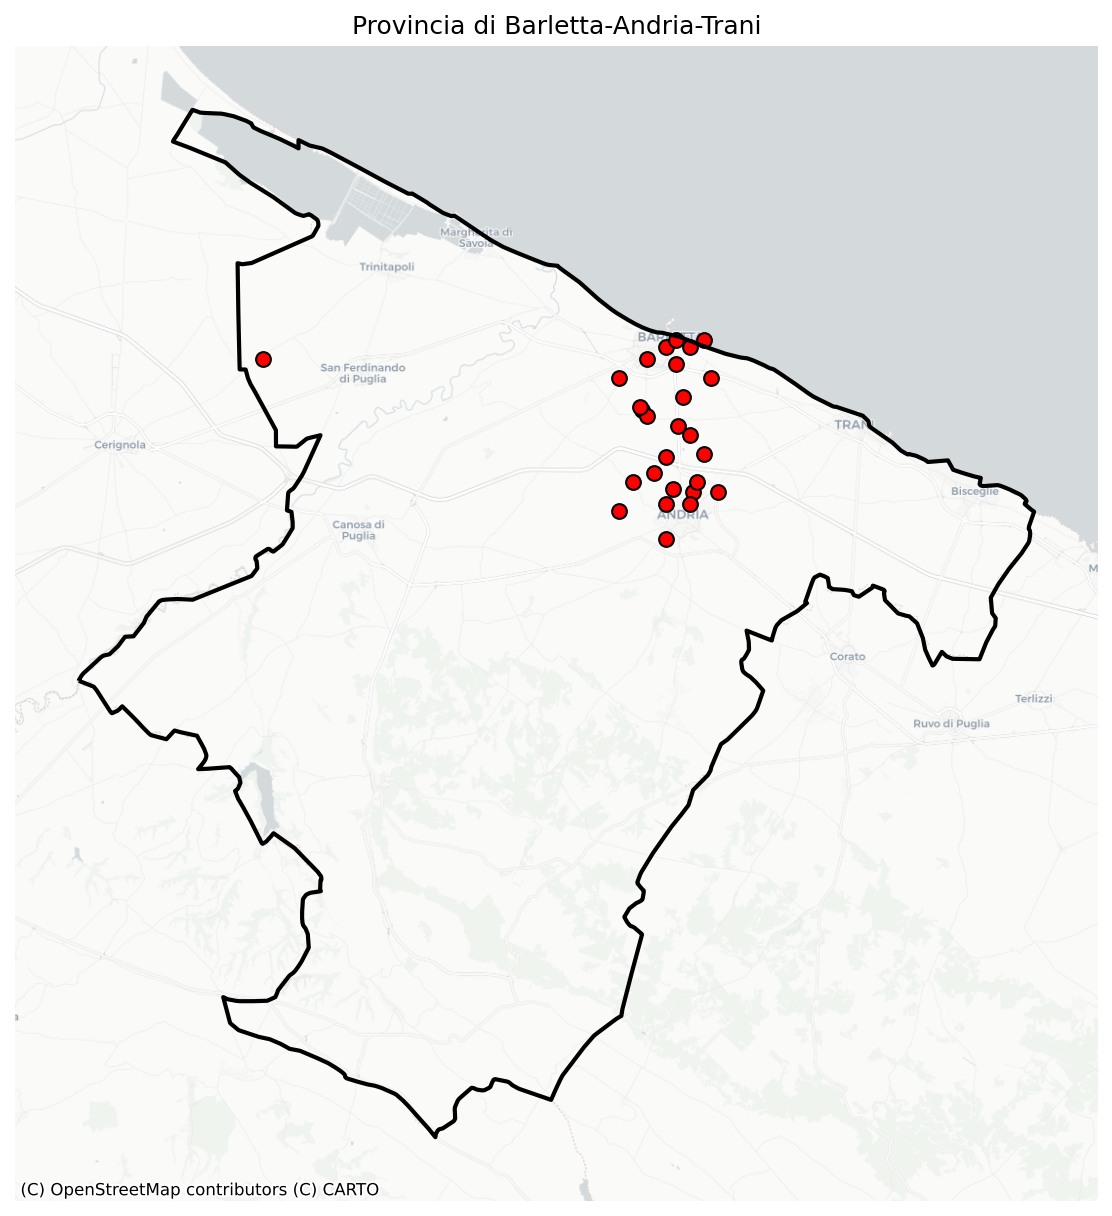 Provincia di Barletta-Andria-Trani
Margherita di
Savoia
Trinitapoli
San Ferdinando
di Puglia
Cerignola
TRANI
Bisceglie
ANDRIA
Canosa di
Puglia
Corato
Terlizzi
Ruvo di Puglia
(C) OpenStreetMap contributors (C) CARTO